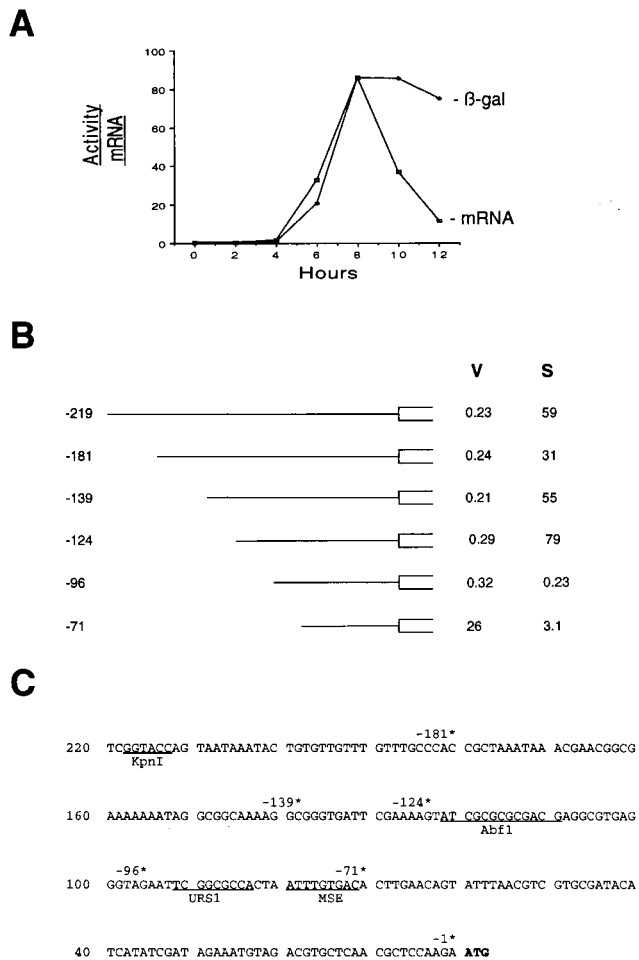 A
100
80
60
40
20
0
Activity
mRNA
- ß-gal
- mRNA
0 2 4 6 8 10 12
Hours
B
V S
-219 0.23 59
-181 0.24 31
-139 0.21 55
-124 0.29 79
-96 0.32 0.23
-71 26 3.1
C
-181*
220 TCGGTACCAG TAATAAATAC TGTGTTGTTT GTTTGCCCAC CGCTAAATAA ACGAACGGCG
KpnI
-139* -124*
160 AAAAAAATAG GCGGCAAAAG GCGGGTGATT CGAAAAGTAT CGCGCGCGACG AGGCGTGAG
Abf1
-96* -71*
100 GGTAGAATTC GGCGCCACTA ATTTGTGACA CTTGAACAGT ATTTAACGTC GTGCGATACA
URS1 MSE
-1*
40 TCATATCGAT AGAAATGTAG ACGTGCTCAA CGCTCCAAGA ATG